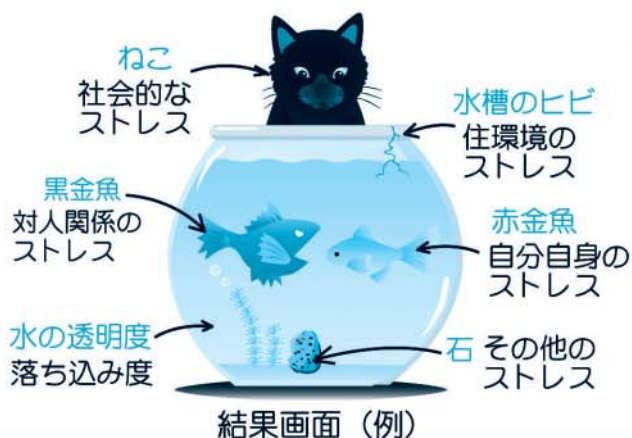 ねこ
社会的な
ストレス
水槽のヒビ
住環境の
ストレス
黒金魚
対人関係の
ストレス
赤金魚
自分自身の
ストレス
水の透明度
落ち込み度
石 その他の
ストレス
結果画面（例）